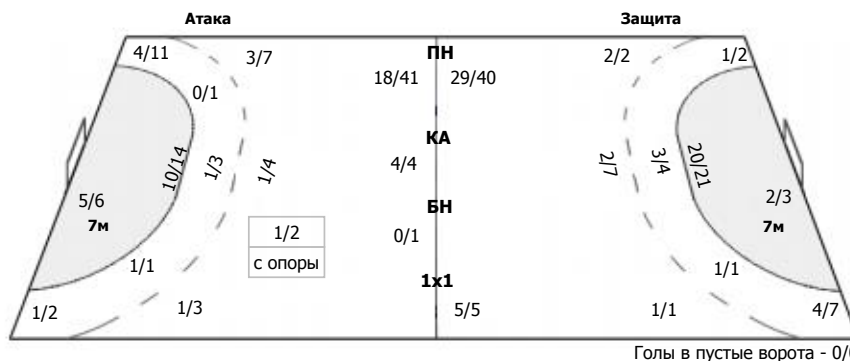 Атака Защита
4/11 3/7 ПН 2/2 1/2
18/41 29/40
0/1
КА
10/14 1/3 1/4 4/4 2/7 3/4 20/21
5/6 2/3
7м 7м
БН
1/2 0/1
с опоры
1/1 1/1
1x1
1/2 1/3 5/5 1/1 4/7
Голы в пустые ворота - 0/